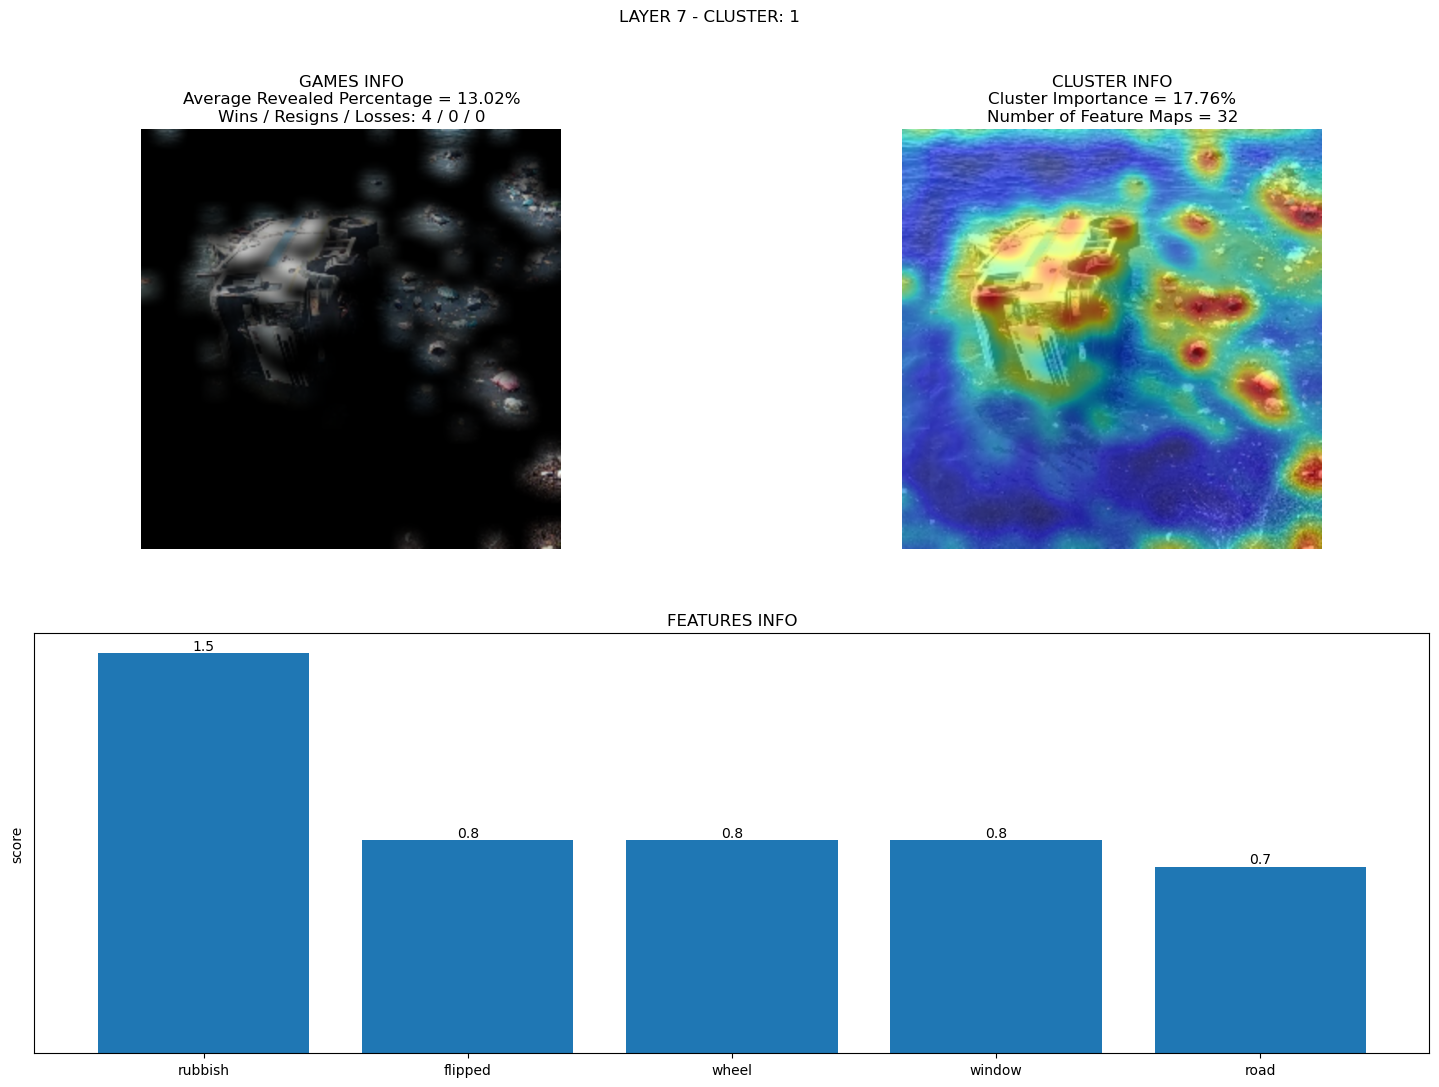 LAYER 7 - CLUSTER: 1
GAMES INFO
Average Revealed Percentage = 13.02%
Wins / Resigns / Losses: 4 / 0 / 0
CLUSTER INFO
Cluster Importance = 17.76%
Number of Feature Maps = 32
FEATURES INFO
score
1.5
0.8
0.8
0.8
0.7
rubbish
flipped
wheel
window
road